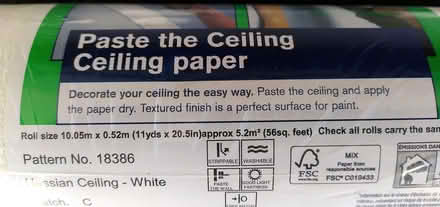 Paste the Ceiling
Ceiling paper
Decorate your ceiling the easy way. Paste the ceiling and apply
the paper dry. Textured finish is a perfect surface for paint.
Roll size 10.05m x 0.52m (11yds x 20.5in)approx 5.2m² (56sq. feet) Check all rolls carry the sam
Pattern No. 18386
STRIPPABLE WASHABLE
FSC
MIX
Paper from
responsible sources
FSC® C019433
ÉMISSIONS DAN
Ceiling - White
PASTE THE WALL
GOOD LIGHT FASTNESS
C